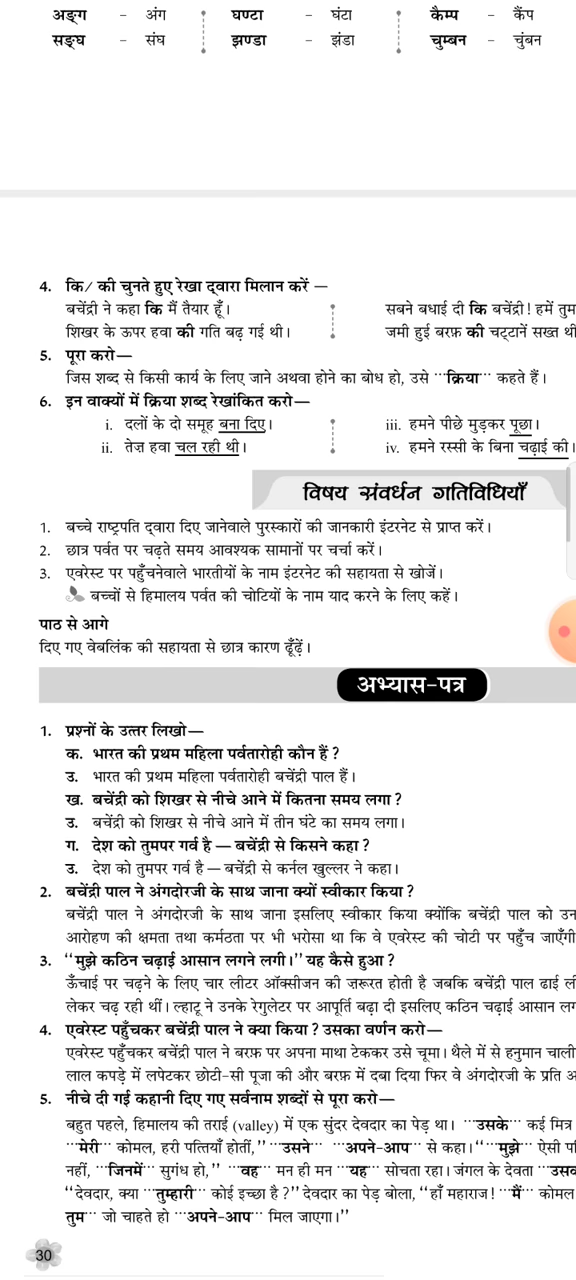 अङ्ग – अंग घण्टा – घंटा कैम्प – कैंप
सङ्घ – संघ झण्डा – झंडा चुम्बन – चुंबन
4. कि/ की चुनते हुए रेखा द्वारा मिलान करें —
बचेंद्री ने कहा कि मैं तैयार हूँ। सबने बधाई दी कि बचेंद्री! हमें तुम
शिखर के ऊपर हवा की गति बढ़ गई थी। जमी हुई बरफ़ की चट्टानें सख्त थी
5. पूरा करो—
जिस शब्द से किसी कार्य के लिए जाने अथवा होने का बोध हो, उसे ···क्रिया··· कहते हैं।
6. इन वाक्यों में क्रिया शब्द रेखांकित करो—
i. दलों के दो समूह बना दिए। iii. हमने पीछे मुड़कर पूछा।
ii. तेज़ हवा चल रही थी। iv. हमने रस्सी के बिना चढ़ाई की।
विषय संवर्धन गतिविधियाँ
1. बच्चे राष्ट्रपति द्वारा दिए जानेवाले पुरस्कारों की जानकारी इंटरनेट से प्राप्त करें।
2. छात्र पर्वत पर चढ़ते समय आवश्यक सामानों पर चर्चा करें।
3. एवरेस्ट पर पहुँचनेवाले भारतीयों के नाम इंटरनेट की सहायता से खोजें।
बच्चों से हिमालय पर्वत की चोटियों के नाम याद करने के लिए कहें।
पाठ से आगे
दिए गए वेबलिंक की सहायता से छात्र कारण ढूँढ़ें।
अभ्यास-पत्र
1. प्रश्नों के उत्तर लिखो—
क. भारत की प्रथम महिला पर्वतारोही कौन हैं?
उ. भारत की प्रथम महिला पर्वतारोही बचेंद्री पाल हैं।
ख. बचेंद्री को शिखर से नीचे आने में कितना समय लगा?
उ. बचेंद्री को शिखर से नीचे आने में तीन घंटे का समय लगा।
ग. देश को तुमपर गर्व है — बचेंद्री से किसने कहा?
उ. देश को तुमपर गर्व है — बचेंद्री से कर्नल खुल्लर ने कहा।
2. बचेंद्री पाल ने अंगदोरजी के साथ जाना क्यों स्वीकार किया?
बचेंद्री पाल ने अंगदोरजी के साथ जाना इसलिए स्वीकार किया क्योंकि बचेंद्री पाल को उन
आरोहण की क्षमता तथा कर्मठता पर भी भरोसा था कि वे एवरेस्ट की चोटी पर पहुँच जाएँगी
3. “मुझे कठिन चढ़ाई आसान लगने लगी।” यह कैसे हुआ?
ऊँचाई पर चढ़ने के लिए चार लीटर ऑक्सीजन की ज़रूरत होती है जबकि बचेंद्री पाल ढाई ली
लेकर चढ़ रही थीं। ल्हाटू ने उनके रेगुलेटर पर आपूर्ति बढ़ा दी इसलिए कठिन चढ़ाई आसान लग
4. एवरेस्ट पहुँचकर बचेंद्री पाल ने क्या किया? उसका वर्णन करो—
एवरेस्ट पहुँचकर बचेंद्री पाल ने बरफ़ पर अपना माथा टेककर उसे चूमा। थैले में से हनुमान चाली
लाल कपड़े में लपेटकर छोटी-सी पूजा की और बरफ़ में दबा दिया फिर वे अंगदोरजी के प्रति अ
5. नीचे दी गई कहानी दिए गए सर्वनाम शब्दों से पूरा करो—
बहुत पहले, हिमालय की तराई (valley) में एक सुंदर देवदार का पेड़ था। ···उसके··· कई मित्र
···मेरी··· कोमल, हरी पत्तियाँ होतीं,” ···उसने··· ···अपने-आप··· से कहा। “···मुझे··· ऐसी प
नहीं, ···जिनमें··· सुगंध हो,” ···वह··· मन ही मन ···यह··· सोचता रहा। जंगल के देवता ···उस
“देवदार, क्या ···तुम्हारी··· कोई इच्छा है?” देवदार का पेड़ बोला, “हाँ महाराज! ···मैं··· कोमल
तुम··· जो चाहते हो ···अपने-आप··· मिल जाएगा।”
30